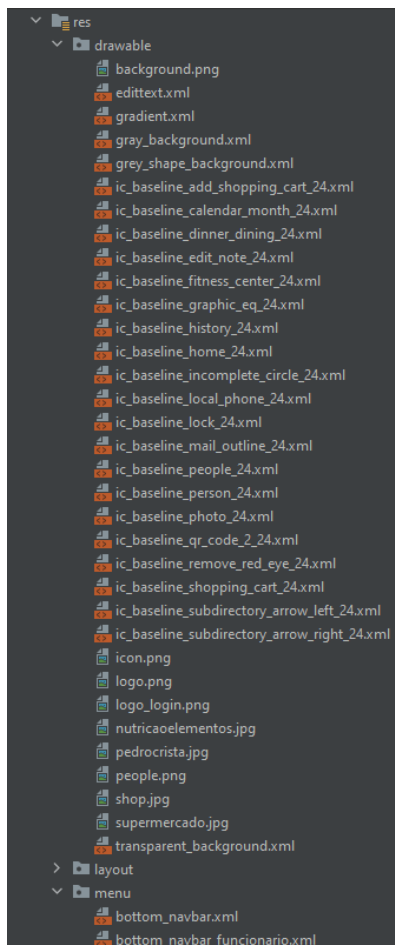 res
drawable
background.png
edittext.xml
gradient.xml
gray_background.xml
grey_shape_background.xml
ic_baseline_add_shopping_cart_24.xml
ic_baseline_calendar_month_24.xml
ic_baseline_dinner_dining_24.xml
ic_baseline_edit_note_24.xml
ic_baseline_fitness_center_24.xml
ic_baseline_graphic_eq_24.xml
ic_baseline_history_24.xml
ic_baseline_home_24.xml
ic_baseline_incomplete_circle_24.xml
ic_baseline_local_phone_24.xml
ic_baseline_lock_24.xml
ic_baseline_mail_outline_24.xml
ic_baseline_people_24.xml
ic_baseline_person_24.xml
ic_baseline_photo_24.xml
ic_baseline_qr_code_2_24.xml
ic_baseline_remove_red_eye_24.xml
ic_baseline_shopping_cart_24.xml
ic_baseline_subdirectory_arrow_left_24.xml
ic_baseline_subdirectory_arrow_right_24.xml
icon.png
logo.png
logo_login.png
nutricaoelementos.jpg
pedrocrista.jpg
people.png
shop.jpg
supermercado.jpg
transparent_background.xml
layout
menu
bottom_navbar.xml
bottom_navbar_funcionario.xml